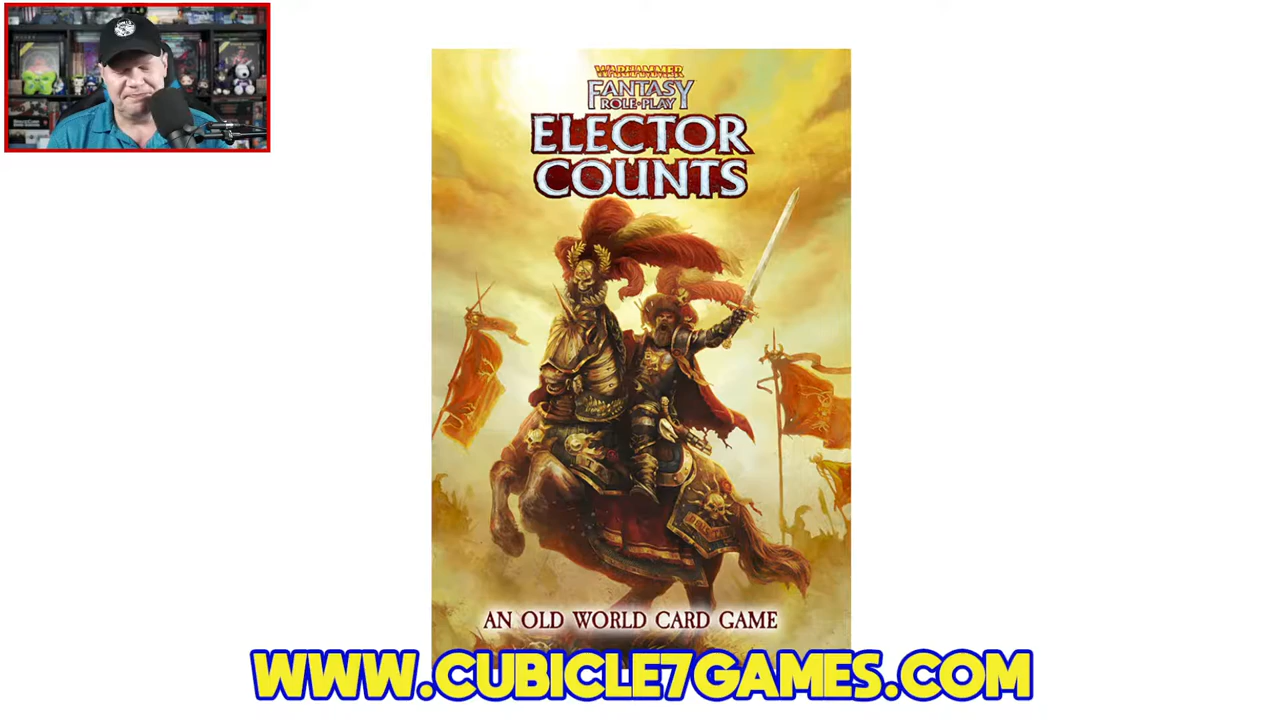 WARHAMMER
FANTASY
ROLE-PLAY
ELECTOR
COUNTS
AN OLD WORLD CARD GAME
WWW.CUBICLE7GAMES.COM